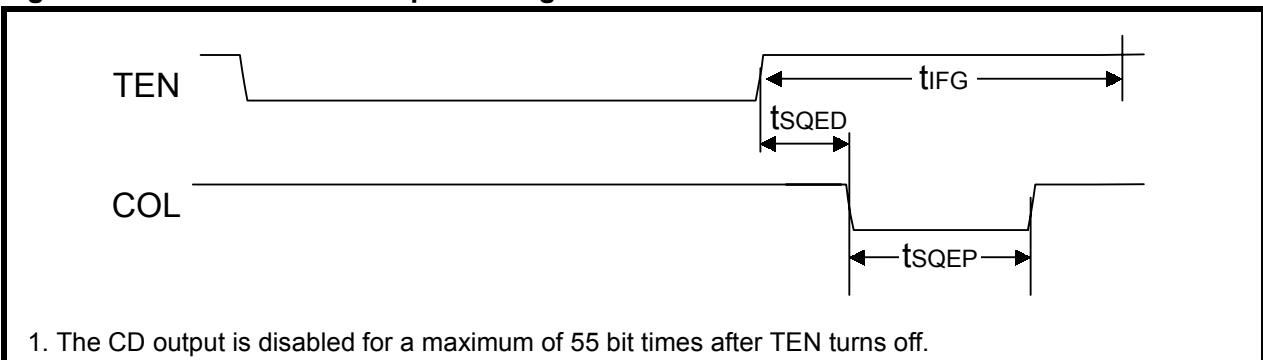 TEN
tIFG
tSQED
COL
tSQEP
1. The CD output is disabled for a maximum of 55 bit times after TEN turns off.